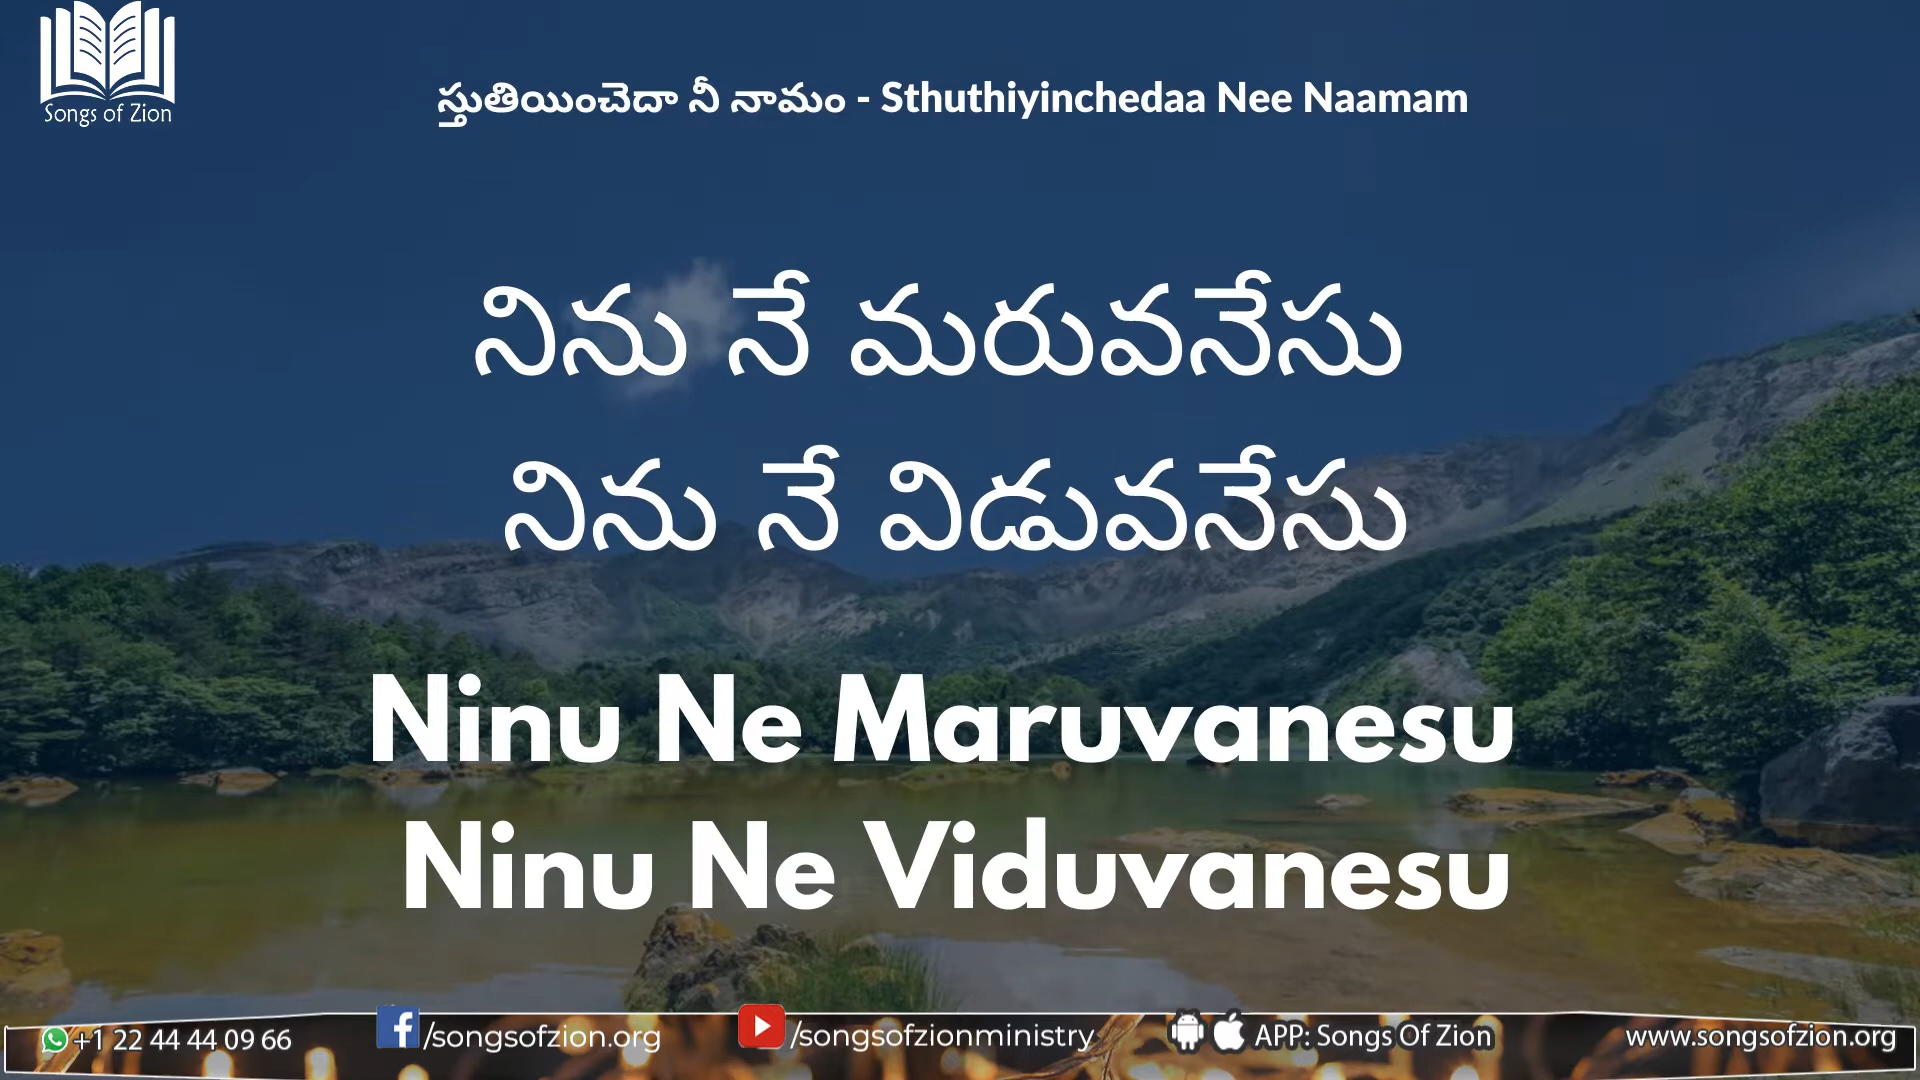 Songs of Zion
స్తుతియించెదా నీ నామం - Sthuthiyinchedaa Nee Naamam
నిను నే మరువనేసు
నిను నే విడువనేసు
Ninu Ne Maruvanesu
Ninu Ne Viduvanesu
+1 22 44 44 09 66
/songsofzion.org
/songsofzionministry
APP: Songs Of Zion
www.songsofzion.org